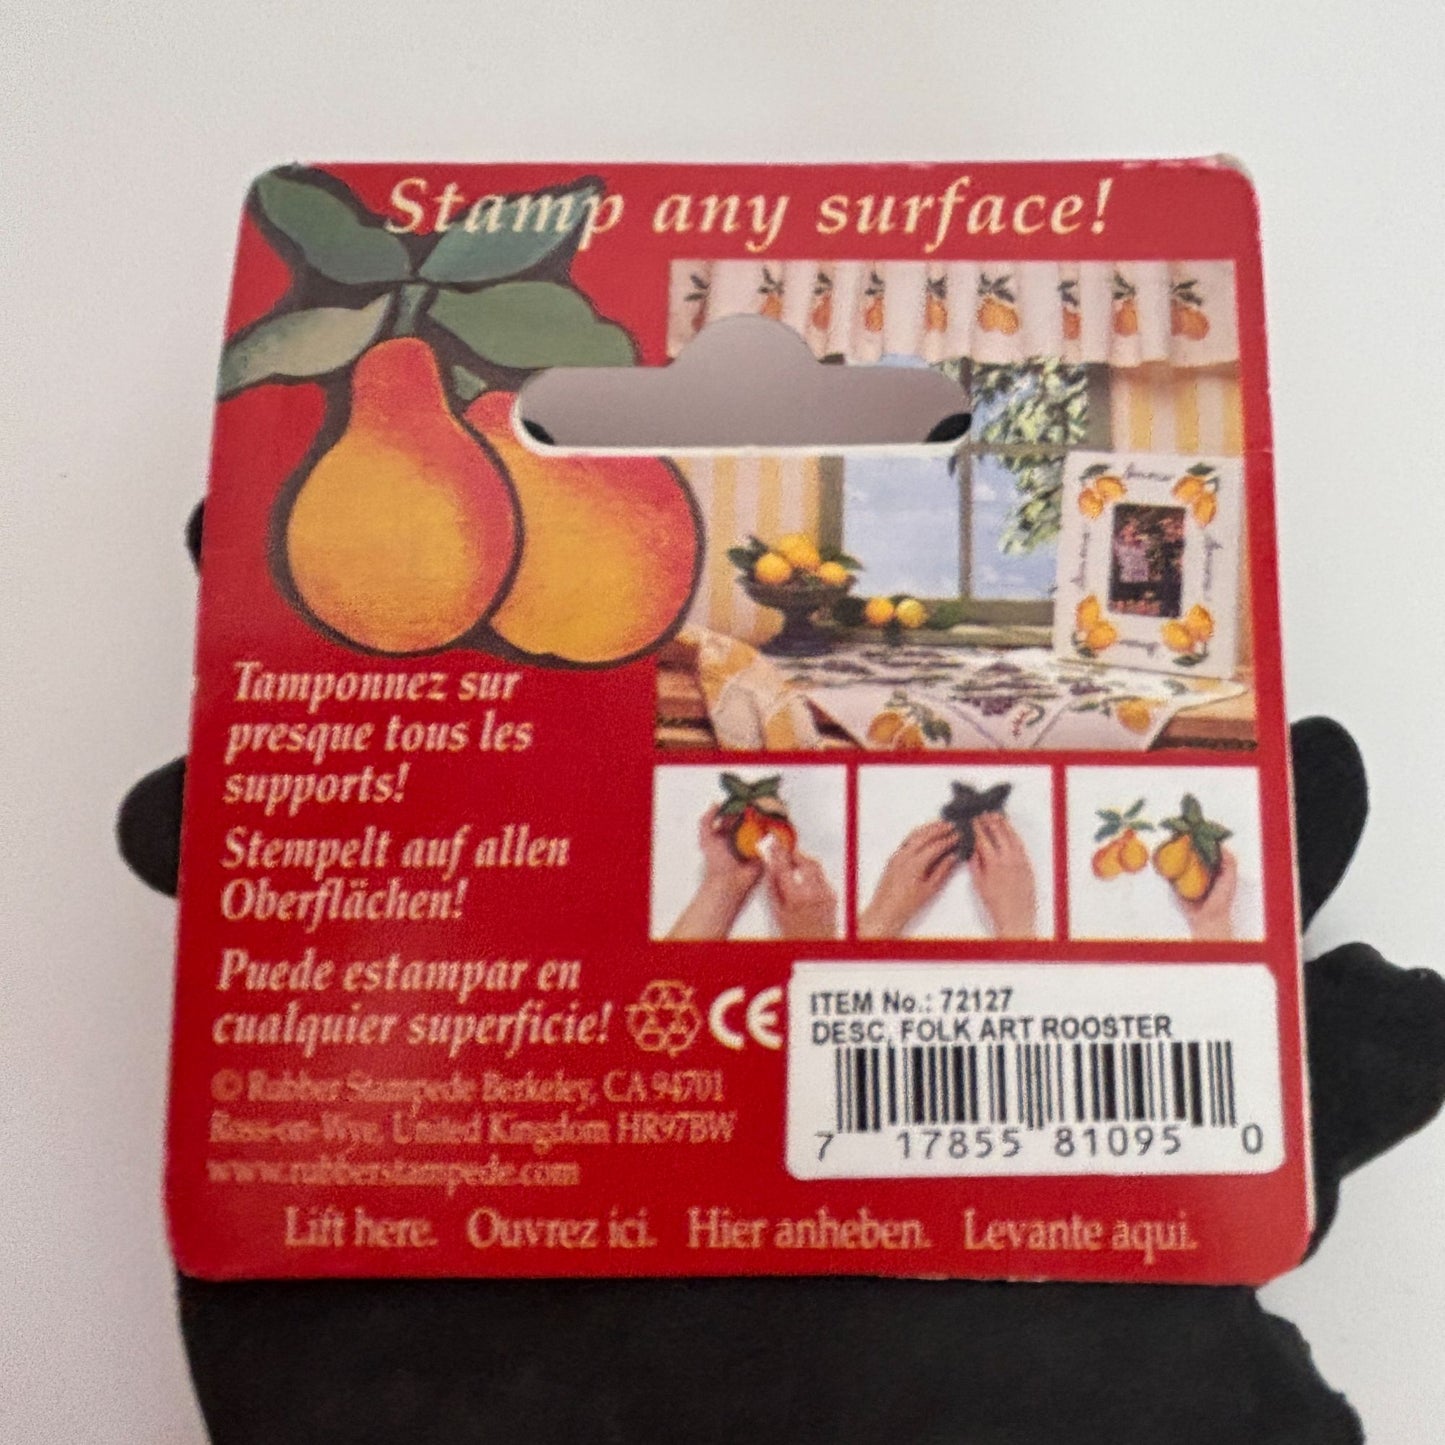 Stamp any surface!
Tamponnez sur
presque tous les
supports!
Stempelt auf allen
Oberflächen!
Puede estampar en
cualquier superficie!
CE
© Rubber Stampede Berkeley, CA 94701
Ross-on-Wye, United Kingdom HR97BW
www.rubberstampede.com
ITEM No.: 72127
DESC. FOLK ART ROOSTER
7 17855 81095 0
Lift here. Ouvrez ici. Hier anheben. Levante aqui.